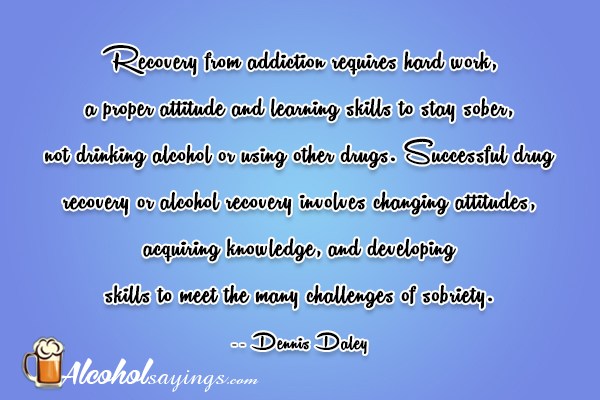 Recovery from addiction requires hard work,
a proper attitude and learning skills to stay sober,
not drinking alcohol or using other drugs. Successful drug
recovery or alcohol recovery involves changing attitudes,
acquiring knowledge, and developing
skills to meet the many challenges of sobriety.
-- Dennis Daley
Alcoholsayings.com